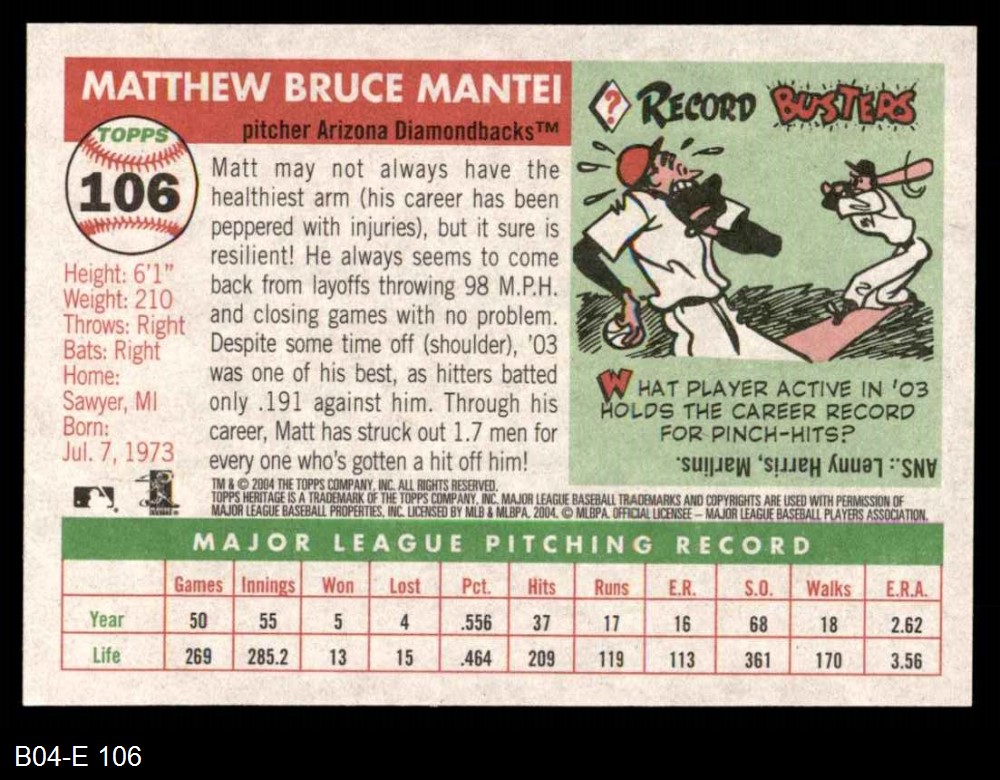 MATTHEW BRUCE MANTEI
pitcher Arizona Diamondbacks™
TOPPS
106
Height: 6'1"
Weight: 210
Throws: Right
Bats: Right
Home:
Sawyer, MI
Born:
Jul. 7, 1973
Matt may not always have the
healthiest arm (his career has been
peppered with injuries), but it sure is
resilient! He always seems to come
back from layoffs throwing 98 M.P.H.
and closing games with no problem.
Despite some time off (shoulder), '03
was one of his best, as hitters batted
only .191 against him. Through his
career, Matt has struck out 1.7 men for
every one who's gotten a hit off him!
? RECORD BUSTERS
WHAT PLAYER ACTIVE IN '03
HOLDS THE CAREER RECORD
FOR PINCH-HITS?
ANS.: Lenny Harris, Marlins.
TM & © 2004 THE TOPPS COMPANY, INC. ALL RIGHTS RESERVED.
TOPPS HERITAGE IS A TRADEMARK OF THE TOPPS COMPANY, INC. MAJOR LEAGUE BASEBALL TRADEMARKS AND COPYRIGHTS ARE USED WITH PERMISSION OF
MAJOR LEAGUE BASEBALL PROPERTIES, INC. LICENSED BY MLB & MLBPA. 2004. © MLBPA. OFFICIAL LICENSEE – MAJOR LEAGUE BASEBALL PLAYERS ASSOCIATION.
MAJOR LEAGUE PITCHING RECORD
Games Innings Won Lost Pct. Hits Runs E.R. S.O. Walks E.R.A.
Year 50 55 5 4 .556 37 17 16 68 18 2.62
Life 269 285.2 13 15 .464 209 119 113 361 170 3.56
B04-E 106